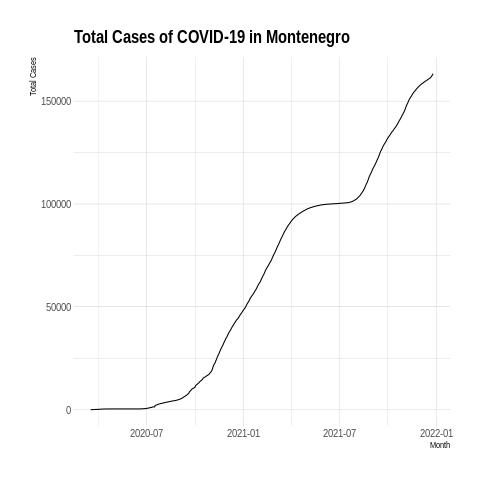 Total Cases of COVID-19 in Montenegro
Total Cases
150000
100000
50000
0
2020-07 2021-01 2021-07 2022-01
Month